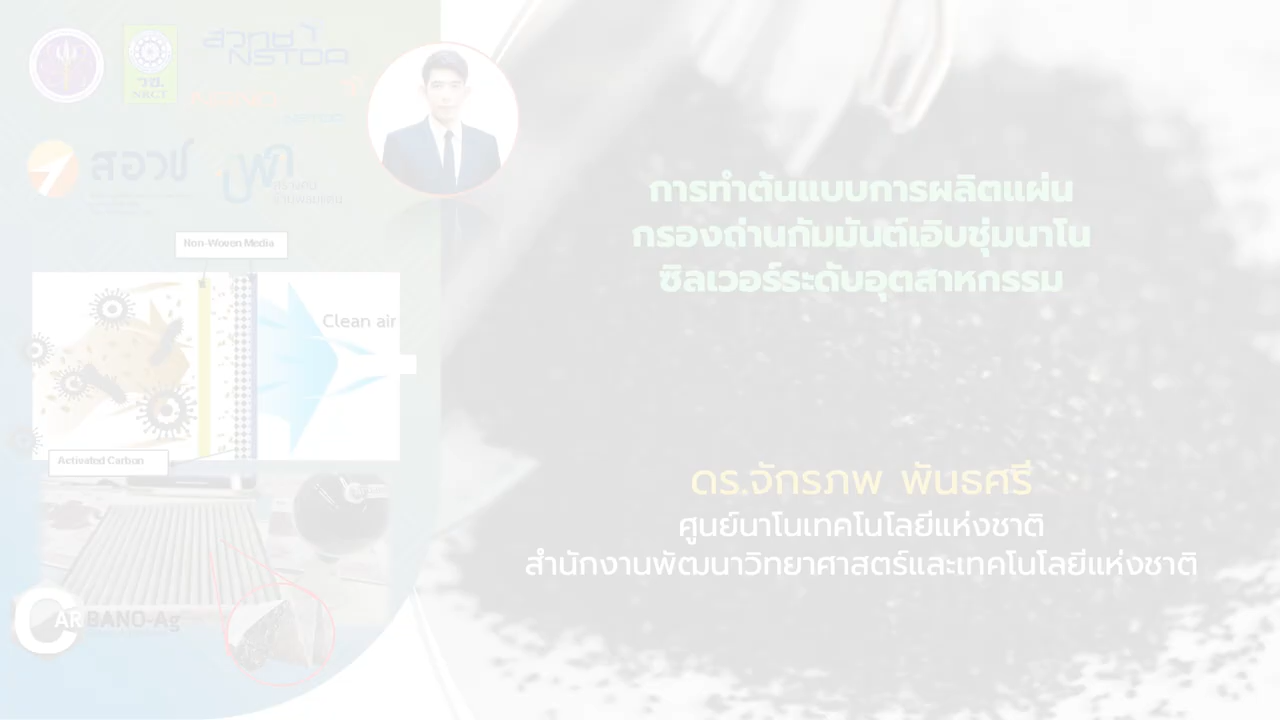 สวทช
NSTDA
วช.
NRCT
NSTDA
สอวช
Non-Woven Media
Clean air
Activated Carbon
CARBANO-Ag
การทำต้นแบบการผลิตแผ่น
กรองถ่านกัมมันต์เอิบชุ่มนาโน
ซิลเวอร์ระดับอุตสาหกรรม
ดร.จักรภพ พันธศรี
ศูนย์นาโนเทคโนโลยีแห่งชาติ
สำนักงานพัฒนาวิทยาศาสตร์และเทคโนโลยีแห่งชาติ